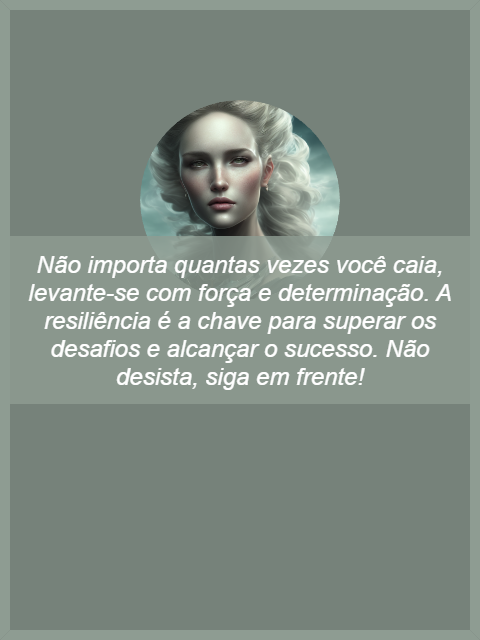 Não importa quantas vezes você caia,
levante-se com força e determinação. A
resiliência é a chave para superar os
desafios e alcançar o sucesso. Não
desista, siga em frente!